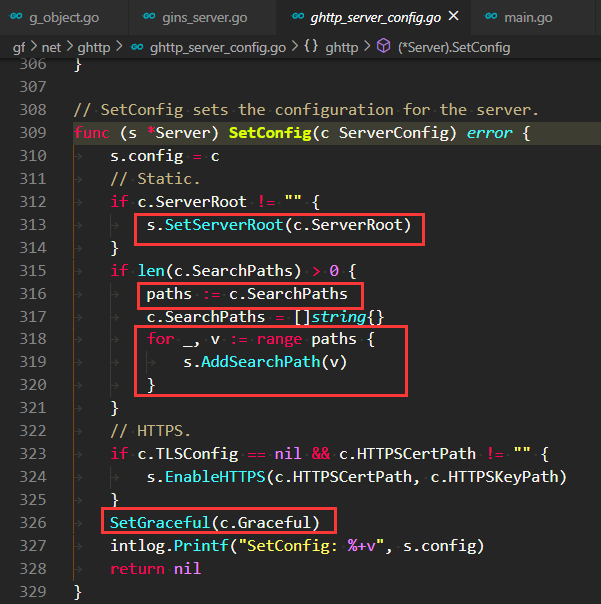 g_object.go gins_server.go ghttp_server_config.go × main.go
gf > net > ghttp > ghttp_server_config.go > {} ghttp > (*Server).SetConfig
306 }
307
308 // SetConfig sets the configuration for the server.
309 func (s *Server) SetConfig(c ServerConfig) error {
310 s.config = c
311 // Static.
312 if c.ServerRoot != "" {
313 s.SetServerRoot(c.ServerRoot)
314 }
315 if len(c.SearchPaths) > 0 {
316 paths := c.SearchPaths
317 c.SearchPaths = []string{}
318 for _, v := range paths {
319 s.AddSearchPath(v)
320 }
321 }
322 // HTTPS.
323 if c.TLSConfig == nil && c.HTTPSCertPath != "" {
324 s.EnableHTTPS(c.HTTPSCertPath, c.HTTPSKeyPath)
325 }
326 SetGraceful(c.Graceful)
327 intlog.Printf("SetConfig: %+v", s.config)
328 return nil
329 }